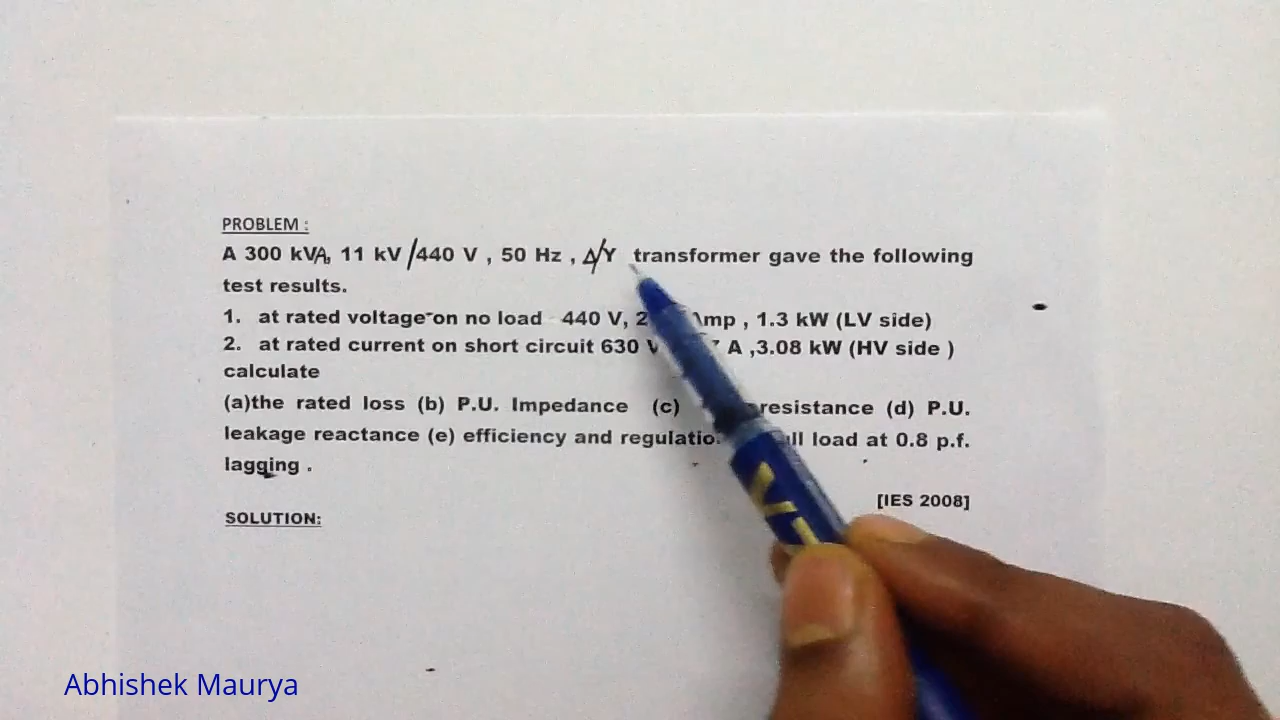 PROBLEM :
A 300 kVA, 11 kV /440 V , 50 Hz , Δ/Y transformer gave the following
test results.
1. at rated voltage on no load 440 V, , 1.3 kW (LV side)
2. at rated current on short circuit 630 A ,3.08 kW (HV side )
calculate
(a)the rated loss (b) P.U. Impedance (c) resistance (d) P.U.
leakage reactance (e) efficiency and load at 0.8 p.f.
lagging .
[IES 2008]
SOLUTION:
Abhishek Maurya